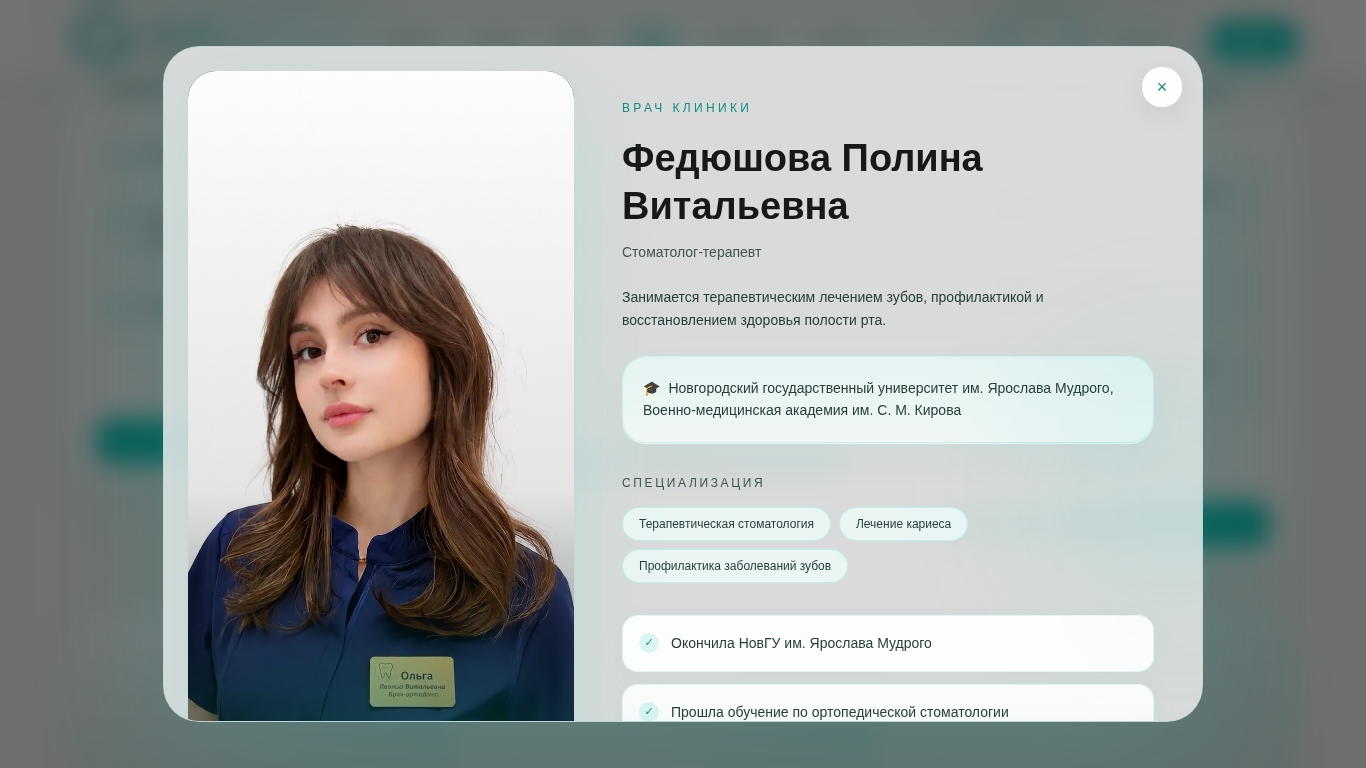 ВРАЧ КЛИНИКИ
×
Федюшова Полина
Витальевна
Стоматолог-терапевт
Занимается терапевтическим лечением зубов, профилактикой и
восстановлением здоровья полости рта.
🎓 Новгородский государственный университет им. Ярослава Мудрого,
Военно-медицинская академия им. С. М. Кирова
СПЕЦИАЛИЗАЦИЯ
Терапевтическая стоматология
Лечение кариеса
Профилактика заболеваний зубов
✓ Окончила НовГУ им. Ярослава Мудрого
✓ Прошла обучение по ортопедической стоматологии
Ольга
Витальевна